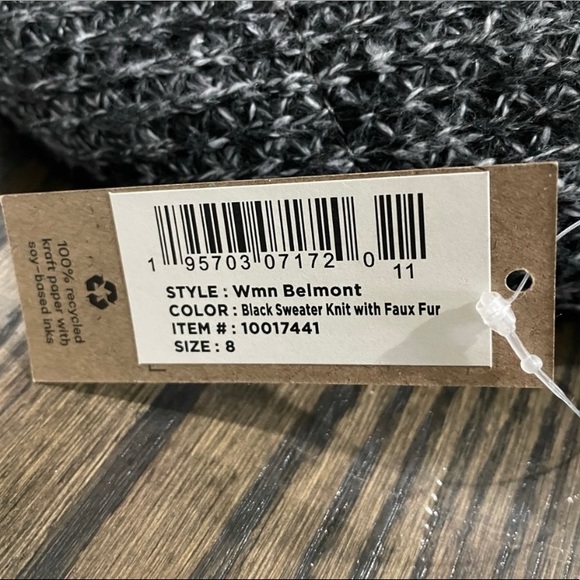 1 95703 07172 0 11
STYLE : Wmn Belmont
COLOR : Black Sweater Knit with Faux Fur
ITEM # : 10017441
SIZE : 8
100% recycled
kraft paper with
soy-based inks